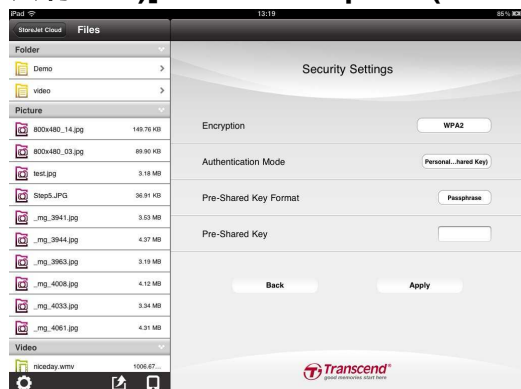 iPad
13:19
85%
StoreJet Cloud
Files
Folder
Demo
video
Picture
800x480_14.jpg 149.76 KB
800x480_03.jpg 89.90 KB
test.jpg 3.18 MB
Step5.JPG 36.91 KB
_mg_3941.jpg 3.53 MB
_mg_3944.jpg 4.37 MB
_mg_3963.jpg 3.19 MB
_mg_4008.jpg 4.12 MB
_mg_4033.jpg 3.34 MB
_mg_4061.jpg 4.31 MB
Video
niceday.wmv 1006.67...
Security Settings
Encryption WPA2
Authentication Mode Personal...hared Key)
Pre-Shared Key Format Passphrase
Pre-Shared Key
Back Apply
Transcend®
good memories start here